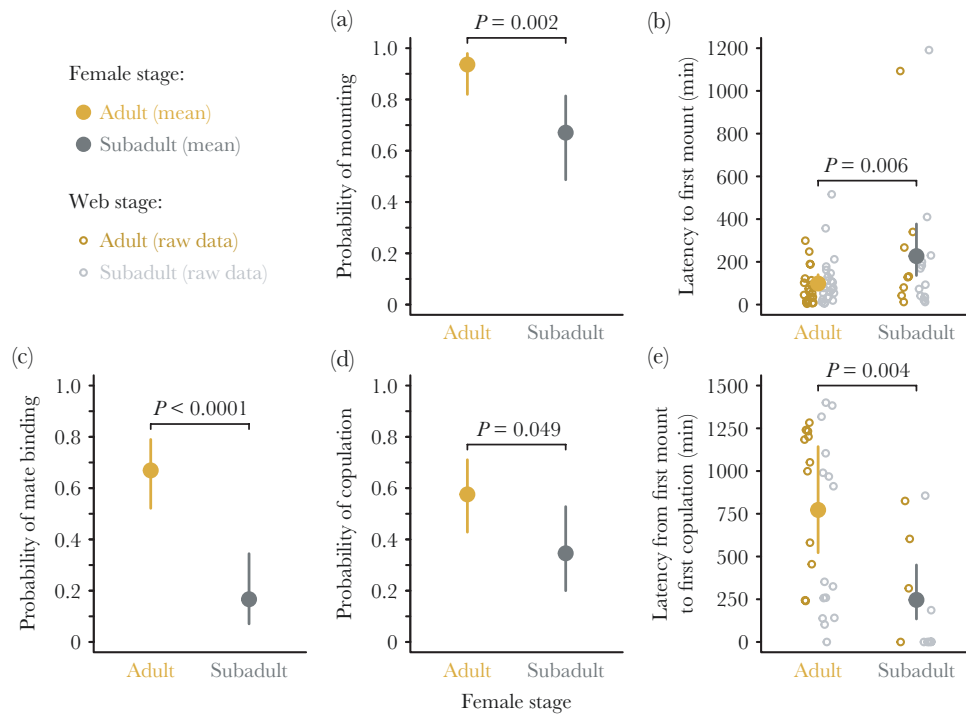 Female stage:
Adult (mean)
Subadult (mean)
Web stage:
Adult (raw data)
Subadult (raw data)
(a)
P = 0.002
Probability of mounting
1.0
0.8
0.6
0.4
0.2
0
Adult
Subadult
(b)
P = 0.006
Latency to first mount (min)
1200
1000
800
600
400
200
0
Adult
Subadult
(c)
P < 0.0001
Probability of mate binding
1.0
0.8
0.6
0.4
0.2
0
Adult
Subadult
(d)
P = 0.049
Probability of copulation
1.0
0.8
0.6
0.4
0.2
0
Adult
Subadult
Female stage
(e)
P = 0.004
Latency from first mount
to first copulation (min)
1500
1250
1000
750
500
250
0
Adult
Subadult